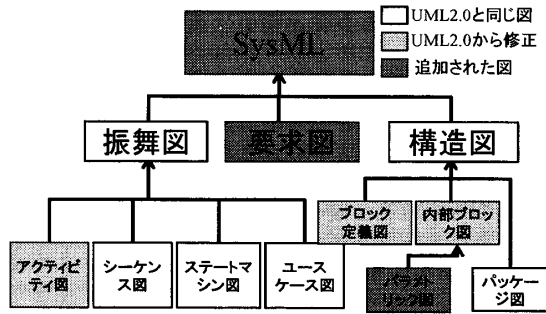 SysML
UML2.0と同じ図
UML2.0から修正
追加された図
振舞図
要求図
構造図
ブロック
定義図
内部ブロッ
ク図
アクティビ
ティ図
シーケン
ス図
ステートマ
シン図
ユース
ケース図
パラメト
リック図
パッケー
ジ図